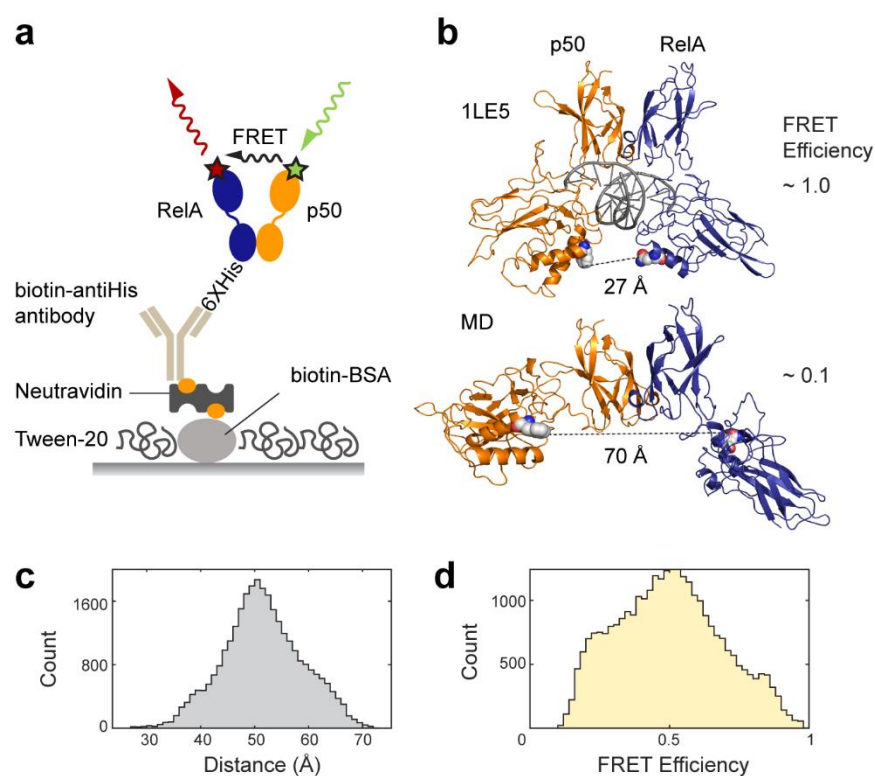 a
FRET
RelA
p50
6XHis
biotin-antiHis
antibody
Neutravidin
biotin-BSA
Tween-20
b
p50
RelA
1LE5
FRET
Efficiency
~ 1.0
27 Å
MD
~ 0.1
70 Å
c
Count
1600
800
0
30
40
50
60
70
Distance (Å)
d
Count
1000
500
0
0.5
1
FRET Efficiency